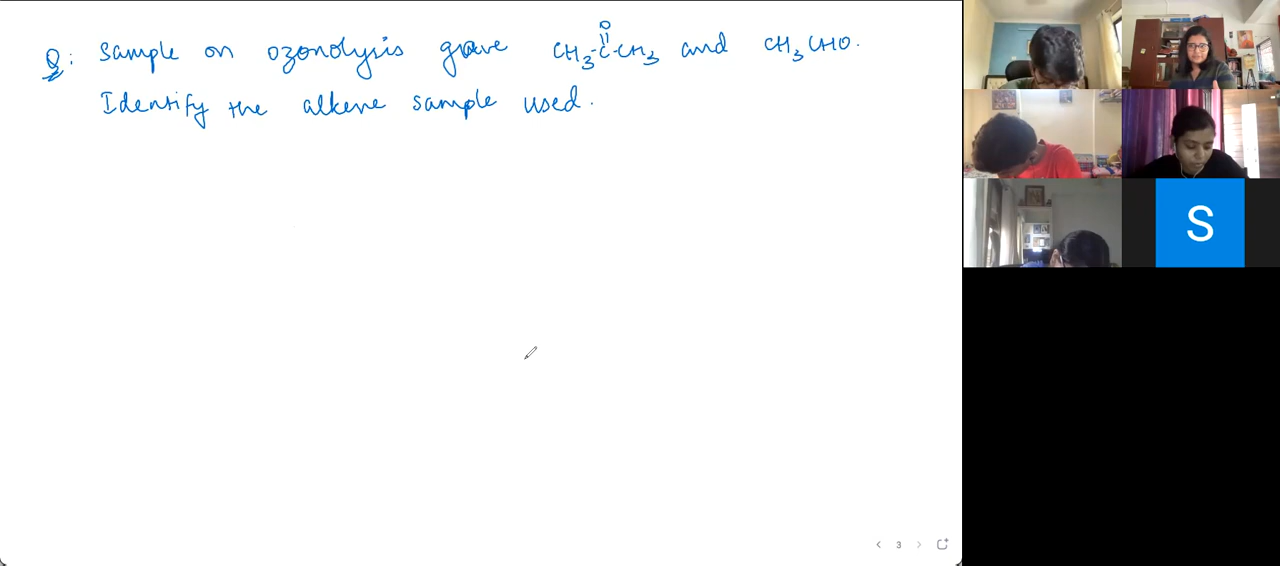 O
Q: Sample on ozonolysis gave CH3-C-CH3 and CH3CHO.
Identify the alkene sample used.
S
3